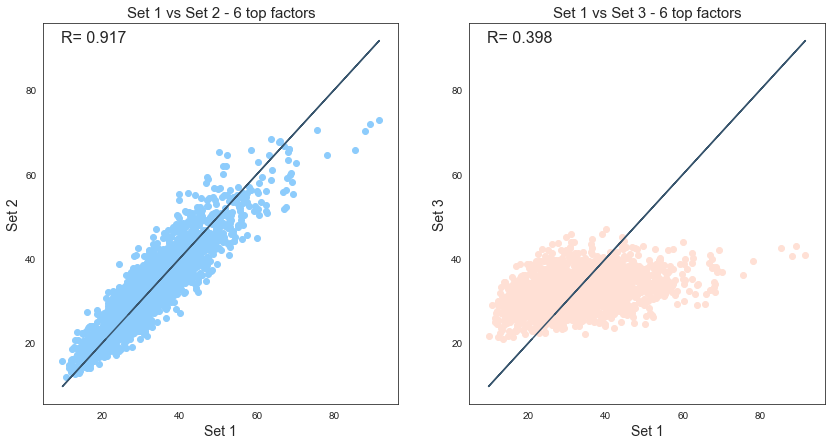 Set 1 vs Set 2 - 6 top factors
R= 0.917
80
60
40
20
Set 2
20 40 60 80
Set 1
Set 1 vs Set 3 - 6 top factors
R= 0.398
80
60
40
20
Set 3
20 40 60 80
Set 1